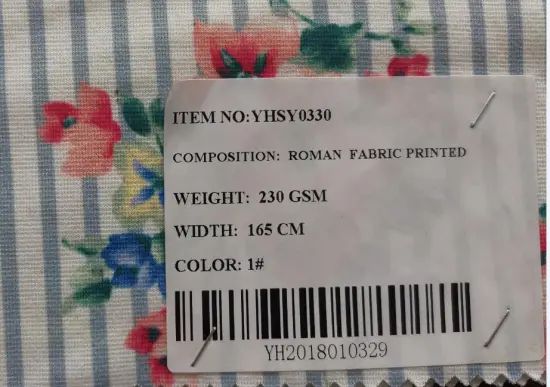 ITEM NO:YHSY0330
COMPOSITION: ROMAN FABRIC PRINTED
WEIGHT: 230 GSM
WIDTH: 165 CM
COLOR: 1#
YH2018010329